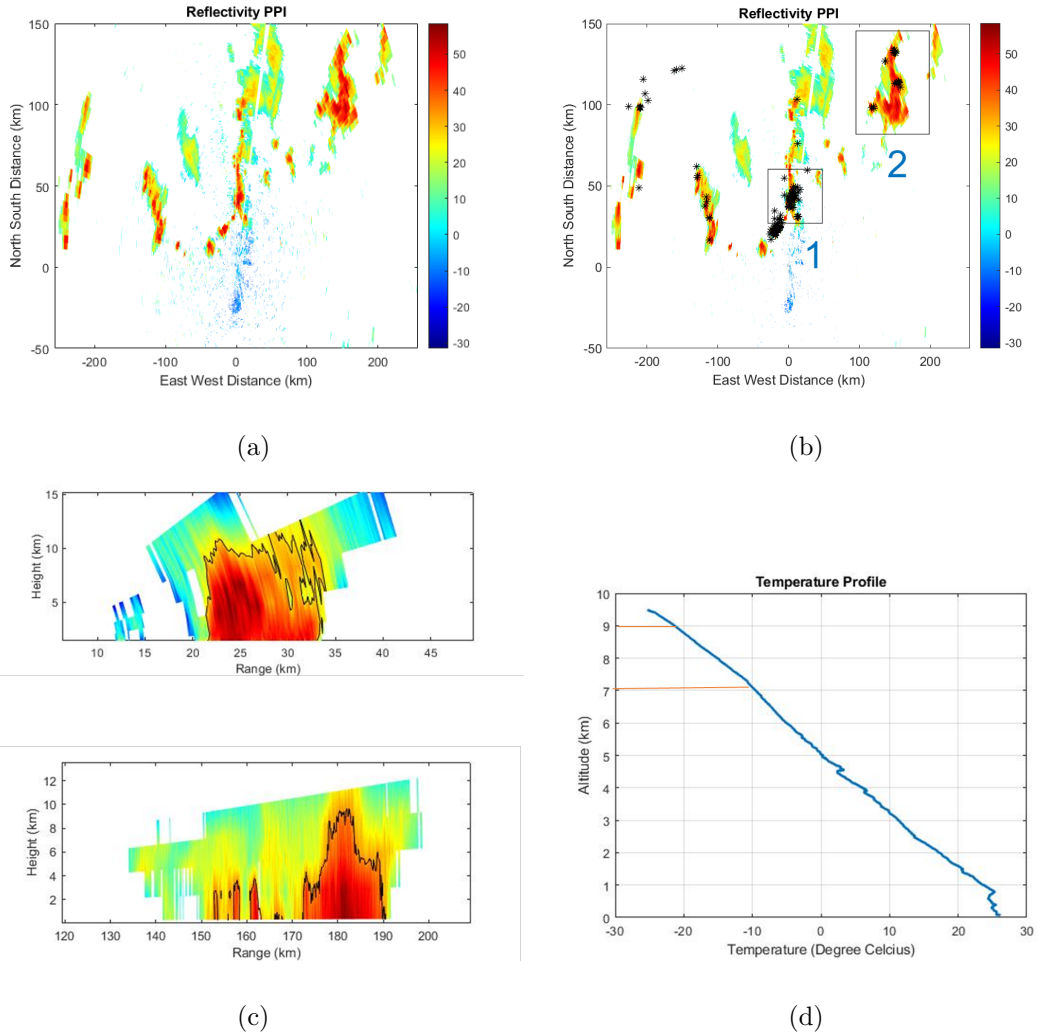 Reflectivity PPI
150
100
50
0
-50
North South Distance (km)
-200 -100 0 100 200
East West Distance (km)
50
40
30
20
10
0
-10
-20
-30
(a)
Reflectivity PPI
150
100
50
0
-50
North South Distance (km)
-200 -100 0 100 200
East West Distance (km)
50
40
30
20
10
0
-10
-20
-30
2
1
(b)
15
10
5
Height (km)
10 15 20 25 30 35 40 45
Range (km)
12
10
8
6
4
2
Height (km)
120 130 140 150 160 170 180 190 200
Range (km)
(c)
Temperature Profile
10
9
8
7
6
5
4
3
2
1
0
Altitude (km)
-30 -20 -10 0 10 20 30
Temperature (Degree Celcius)
(d)